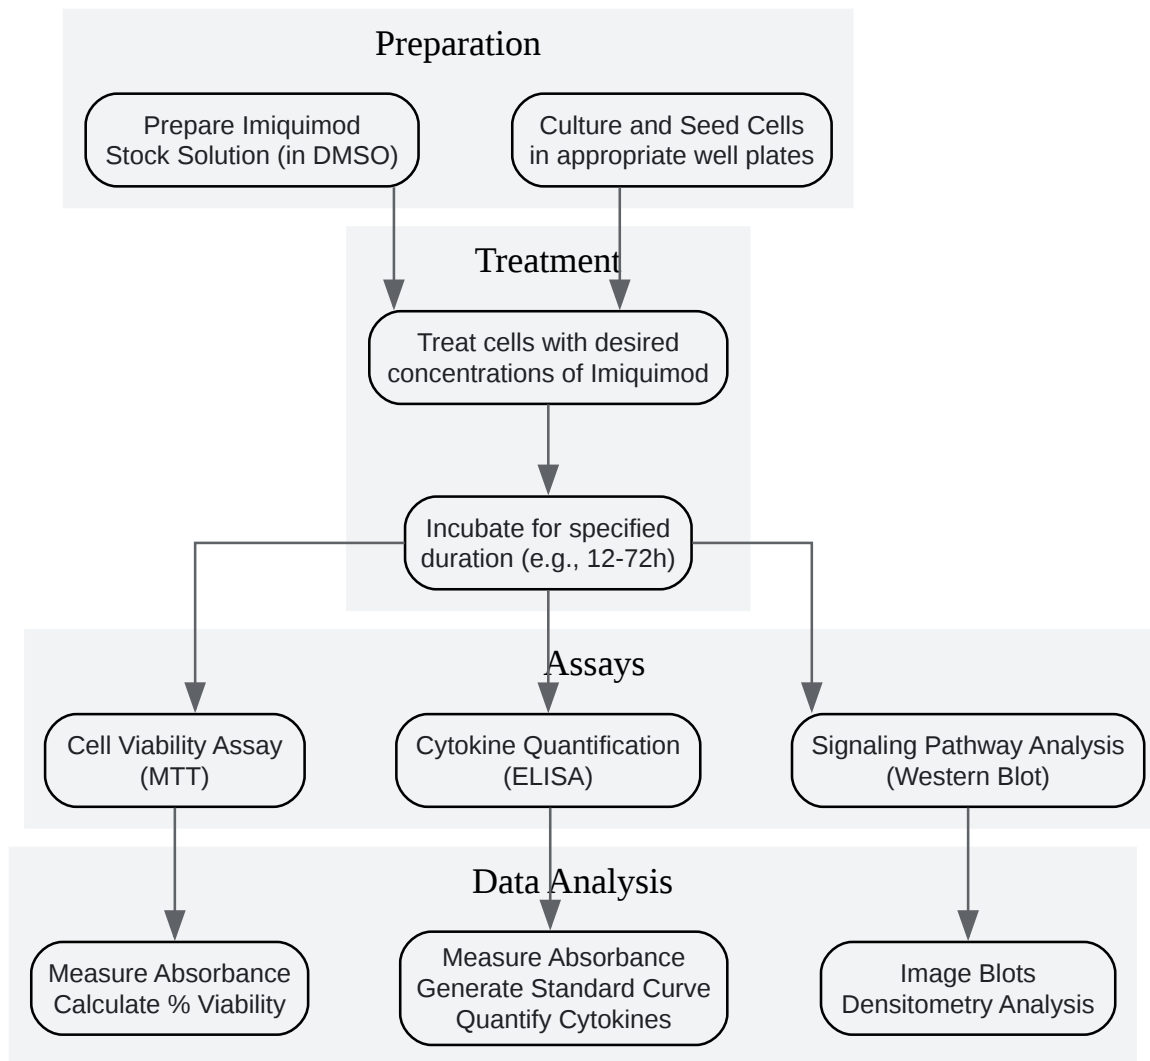 Preparation
Prepare Imiquimod
Stock Solution (in DMSO)
Culture and Seed Cells
in appropriate well plates
Treatment
Treat cells with desired
concentrations of Imiquimod
Incubate for specified
duration (e.g., 12-72h)
Assays
Cell Viability Assay
(MTT)
Cytokine Quantification
(ELISA)
Signaling Pathway Analysis
(Western Blot)
Data Analysis
Measure Absorbance
Calculate % Viability
Measure Absorbance
Generate Standard Curve
Quantify Cytokines
Image Blots
Densitometry Analysis